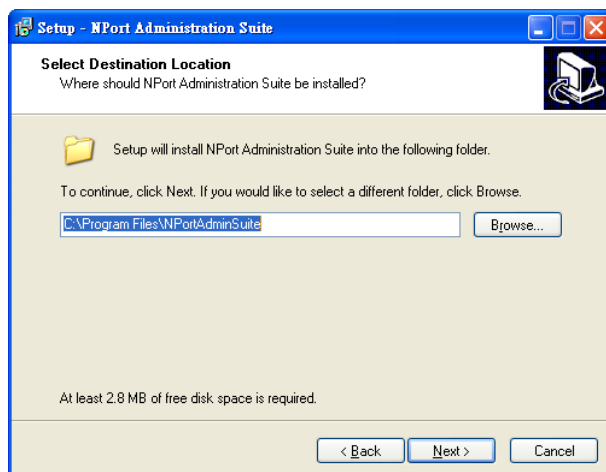 Setup - NPort Administration Suite
Select Destination Location
Where should NPort Administration Suite be installed?
Setup will install NPort Administration Suite into the following folder.
To continue, click Next. If you would like to select a different folder, click Browse.
C:\Program Files\NPortAdminSuite
Browse...
At least 2.8 MB of free disk space is required.
< Back
Next >
Cancel